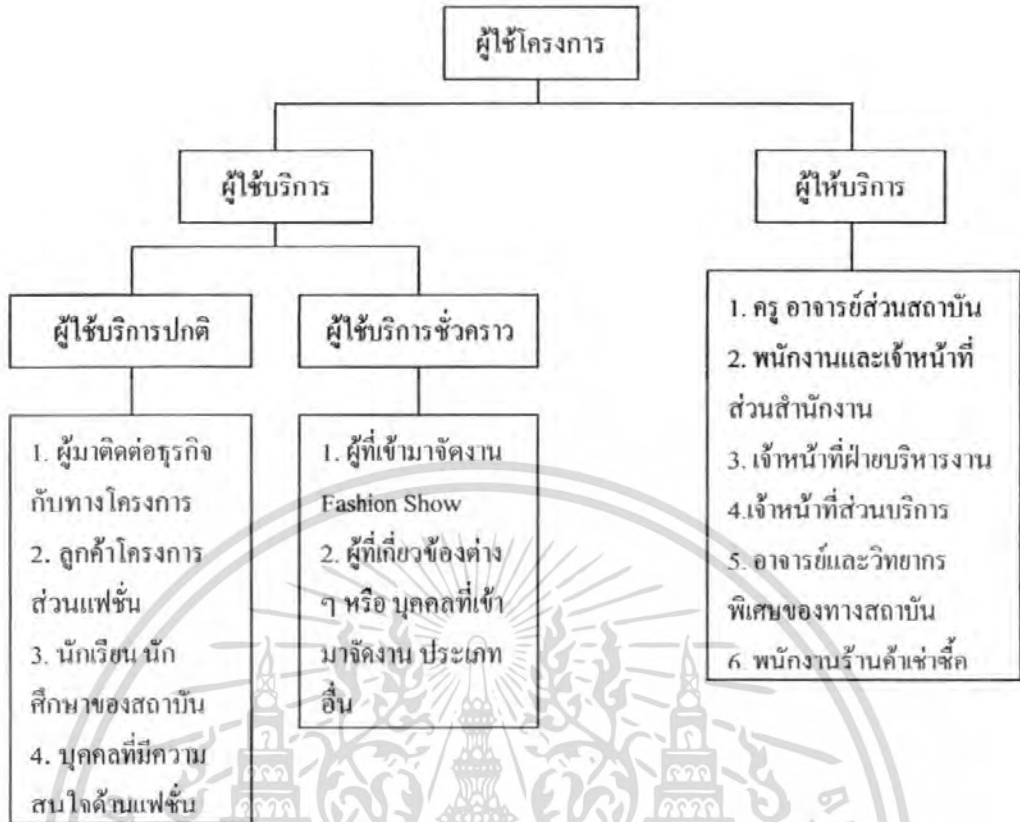 ผู้ใช้โครงการ
ผู้ใช้บริการ
ผู้ให้บริการ
ผู้ใช้บริการปกติ
ผู้ใช้บริการชั่วคราว
1. ผู้มาติดต่อธุรกิจ
กับทางโครงการ
2. ลูกค้าโครงการ
ส่วนแฟชั่น
3. นักเรียน นัก
ศึกษาของสถาบัน
4. บุคคลที่มีความ
สนใจด้านแฟชั่น
1. ผู้ที่เข้ามาจัดงาน
Fashion Show
2. ผู้ที่เกี่ยวข้องต่าง
ๆ หรือ บุคคลที่เข้า
มาจัดงาน ประเภท
อื่น
1. ครู อาจารย์ส่วนสถาบัน
2. พนักงานและเจ้าหน้าที่
ส่วนสำนักงาน
3. เจ้าหน้าที่ฝ่ายบริหารงาน
4.เจ้าหน้าที่ส่วนบริการ
5. อาจารย์และวิทยากร
พิเศษของทางสถาบัน
6. พนักงานร้านค้าเช่าซื้อ